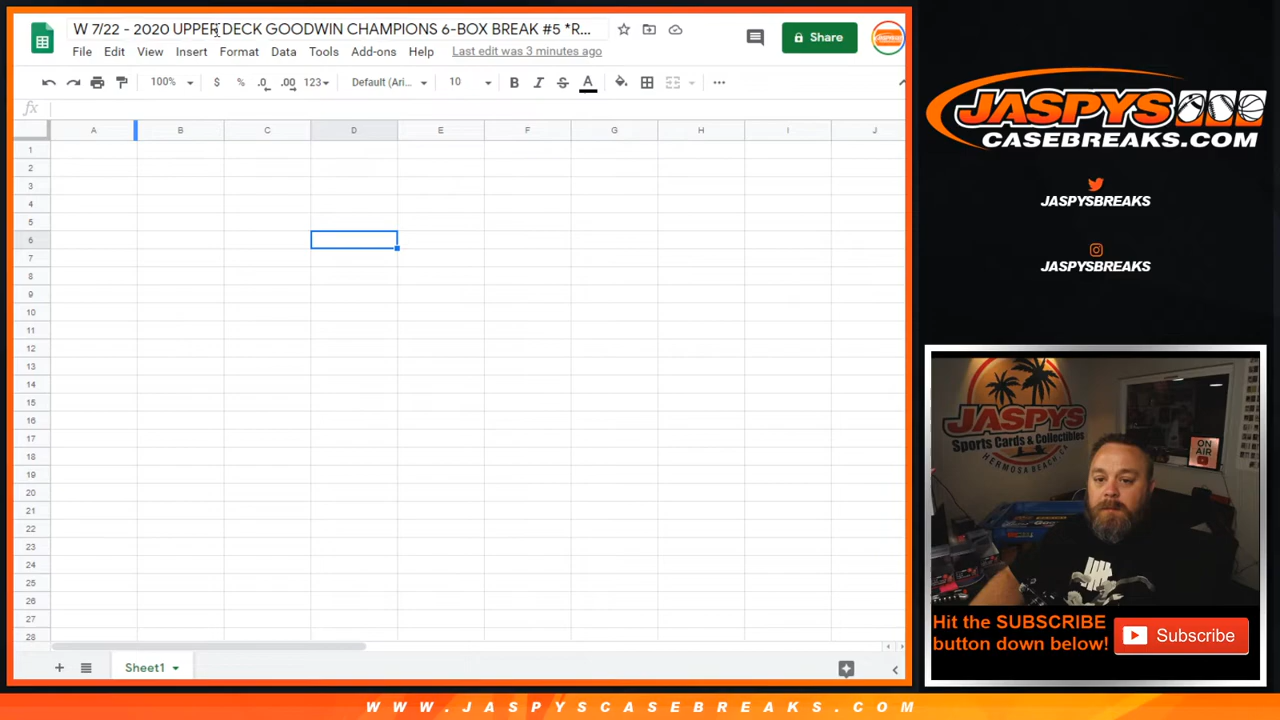 W 7/22 - 2020 UPPER DECK GOODWIN CHAMPIONS 6-BOX BREAK #5 *R...
Share
File Edit View Insert Format Data Tools Add-ons Help Last edit was 3 minutes ago
100% $ % .0 .00 123 Default (Ari... 10 B I S A
fx
A B C D E F G H I J
1
2
3
4
5
6
7
8
9
10
11
12
13
14
15
16
17
18
19
20
21
22
23
24
25
26
27
28
Sheet1
JASPYS
CASEBREAKS.COM
JASPYSBREAKS
JASPYSBREAKS
JASPYS
Sports Cards & Collectibles
HERMOSA BEACH, CA
ON AIR
Hit the SUBSCRIBE
button down below!
Subscribe
WWW.JASPYSCASEBREAKS.COM